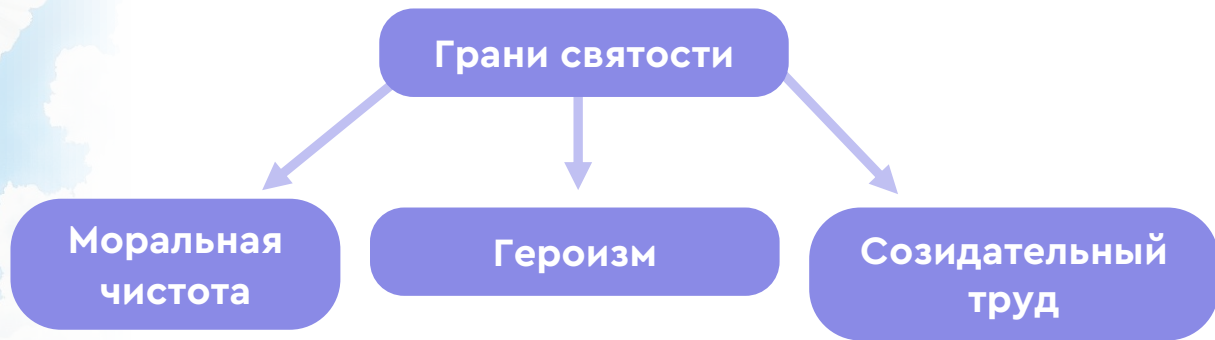 Грани святости
Моральная
чистота
Героизм
Созидательный
труд